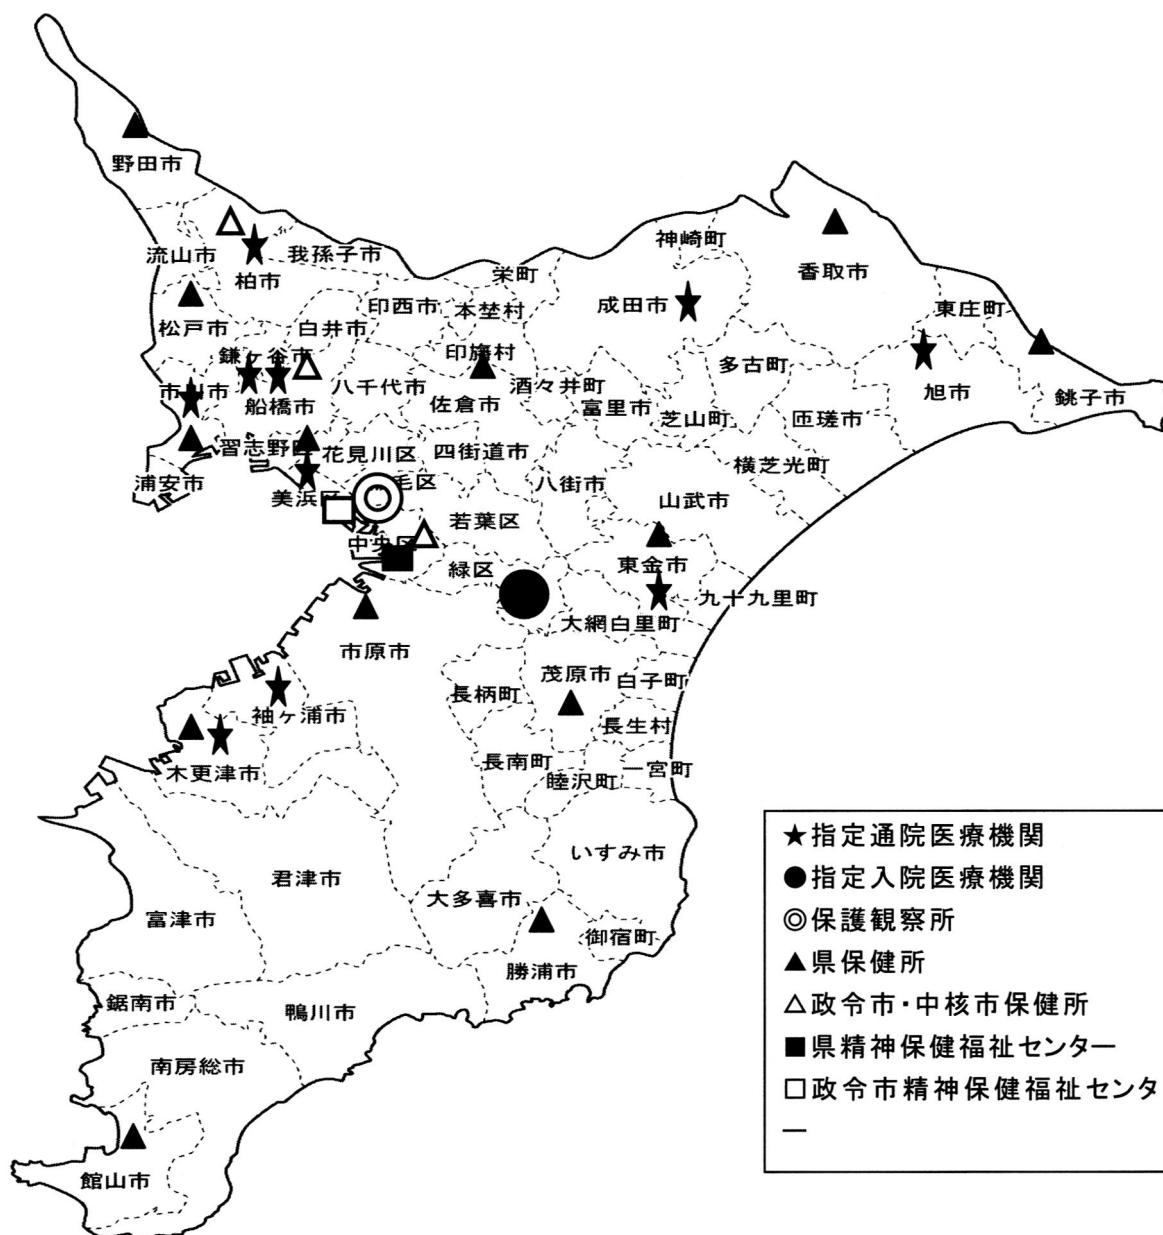 野田市
流山市
柏市
我孫子市
栄町
神崎町
香取市
松戸市
白井市
印西市
本埜村
成田市
東庄町
鎌ヶ谷市
印旛村
多古町
市川市
船橋市
八千代市
佐倉市
酒々井町
富里市
芝山町
匝瑳市
旭市
銚子市
習志野
花見川区
四街道市
横芝光町
浦安市
美浜区
毛区
八街市
山武市
若葉区
中央区
緑区
東金市
九十九里町
大網白里町
市原市
茂原市
白子町
長柄町
袖ヶ浦市
長生村
長南町
一宮町
木更津市
睦沢町
いすみ市
君津市
大多喜市
富津市
御宿町
勝浦市
鋸南市
鴨川市
南房総市
館山市
★指定通院医療機関
●指定入院医療機関
◎保護観察所
▲県保健所
△政令市・中核市保健所
■県精神保健福祉センター
□政令市精神保健福祉センタ
ー